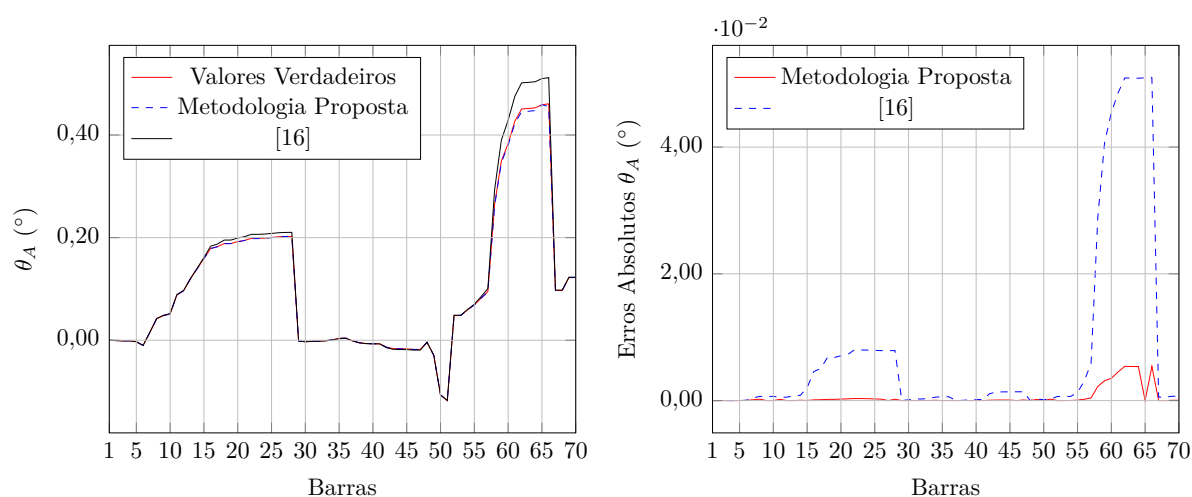 Valores Verdadeiros
Metodologia Proposta
[16]
0,40
0,20
0,00
θ_A (°)
1 5 10 15 20 25 30 35 40 45 50 55 60 65 70
Barras
·10−2
Metodologia Proposta
[16]
4,00
2,00
0,00
Erros Absolutos θ_A (°)
1 5 10 15 20 25 30 35 40 45 50 55 60 65 70
Barras